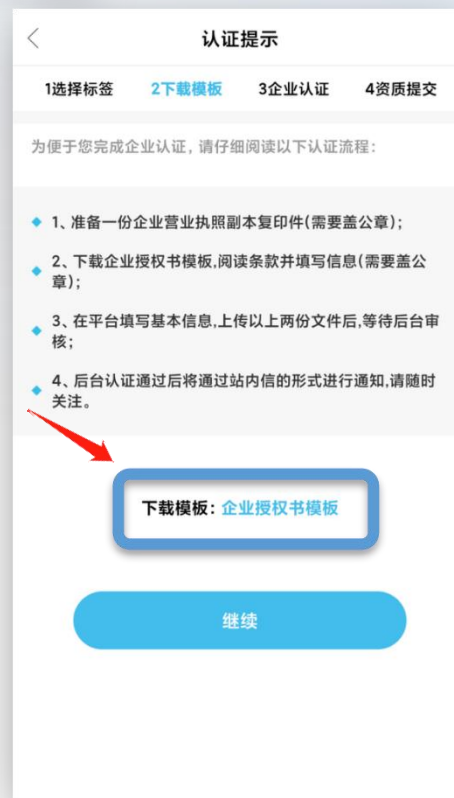 认证提示
1选择标签 2下载模板 3企业认证 4资质提交
为便于您完成企业认证, 请仔细阅读以下认证流程:
1、准备一份企业营业执照副本复印件(需要盖公章);
2、下载企业授权书模板,阅读条款并填写信息(需要盖公
章);
3、在平台填写基本信息,上传以上两份文件后,等待后台审
核;
4、后台认证通过后将通过站内信的形式进行通知,请随时
关注。
下载模板: 企业授权书模板
继续